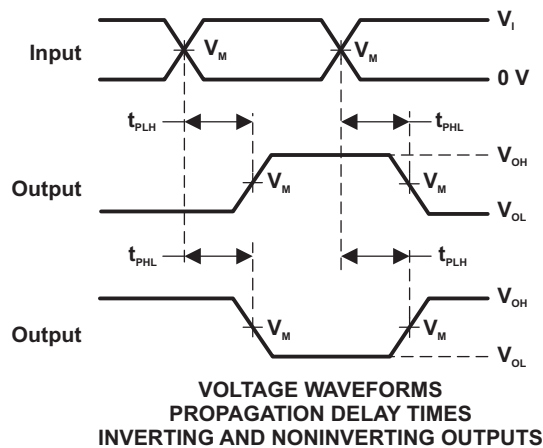 V_I
Input
V_M
V_M
0 V
t_PLH
t_PHL
V_OH
Output
V_M
V_M
V_OL
t_PHL
t_PLH
V_OH
Output
V_M
V_M
V_OL
VOLTAGE WAVEFORMS
PROPAGATION DELAY TIMES
INVERTING AND NONINVERTING OUTPUTS